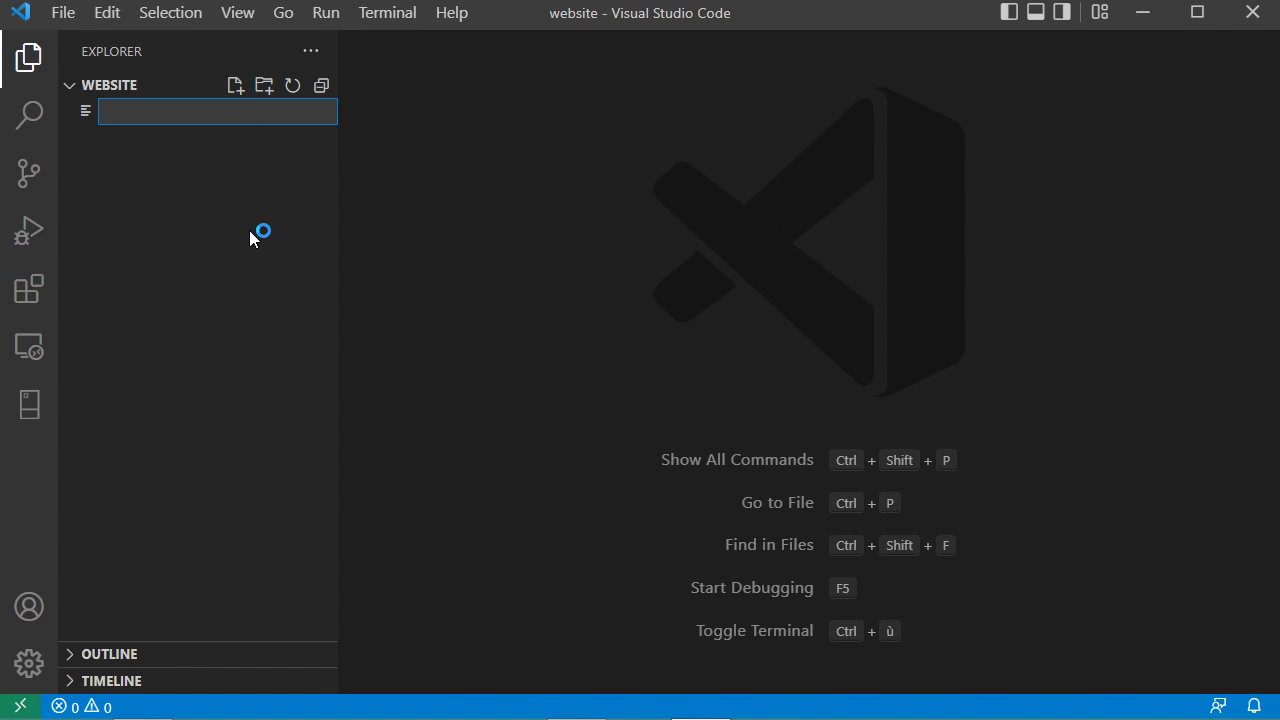 File Edit Selection View Go Run Terminal Help website - Visual Studio Code
EXPLORER
WEBSITE
Show All Commands Ctrl + Shift + P
Go to File Ctrl + P
Find in Files Ctrl + Shift + F
Start Debugging F5
Toggle Terminal Ctrl + ù
OUTLINE
TIMELINE
0 0